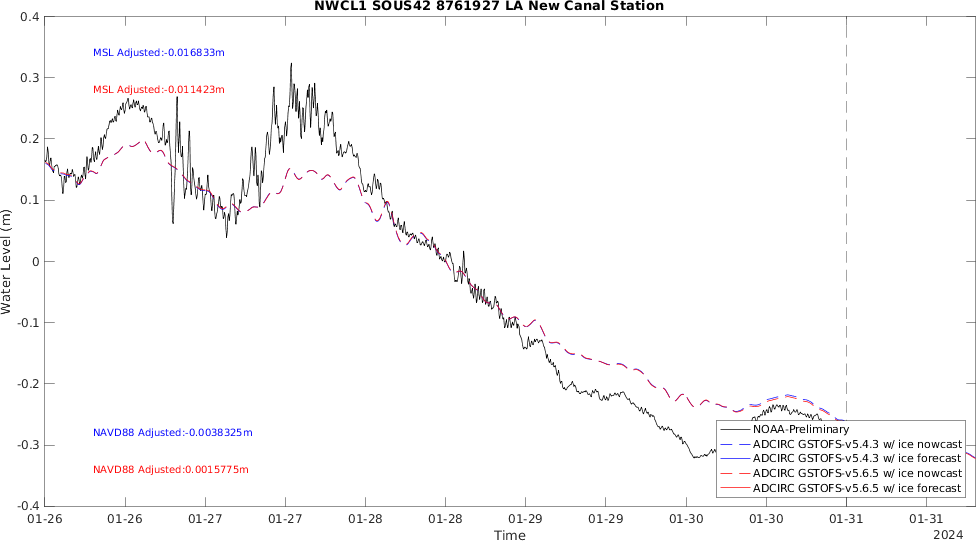 NWCL1 SOUS42 8761927 LA New Canal Station
0.4
0.3
0.2
0.1
0
-0.1
-0.2
-0.3
-0.4
Water Level (m)
MSL Adjusted:-0.016833m
MSL Adjusted:-0.011423m
NAVD88 Adjusted:-0.0038325m
NAVD88 Adjusted:0.0015775m
NOAA-Preliminary
ADCIRC GSTOFS-v5.4.3 w/ ice nowcast
ADCIRC GSTOFS-v5.4.3 w/ ice forecast
ADCIRC GSTOFS-v5.6.5 w/ ice nowcast
ADCIRC GSTOFS-v5.6.5 w/ ice forecast
01-26 01-26 01-27 01-27 01-28 01-28 01-29 01-29 01-30 01-30 01-31 01-31
Time
2024